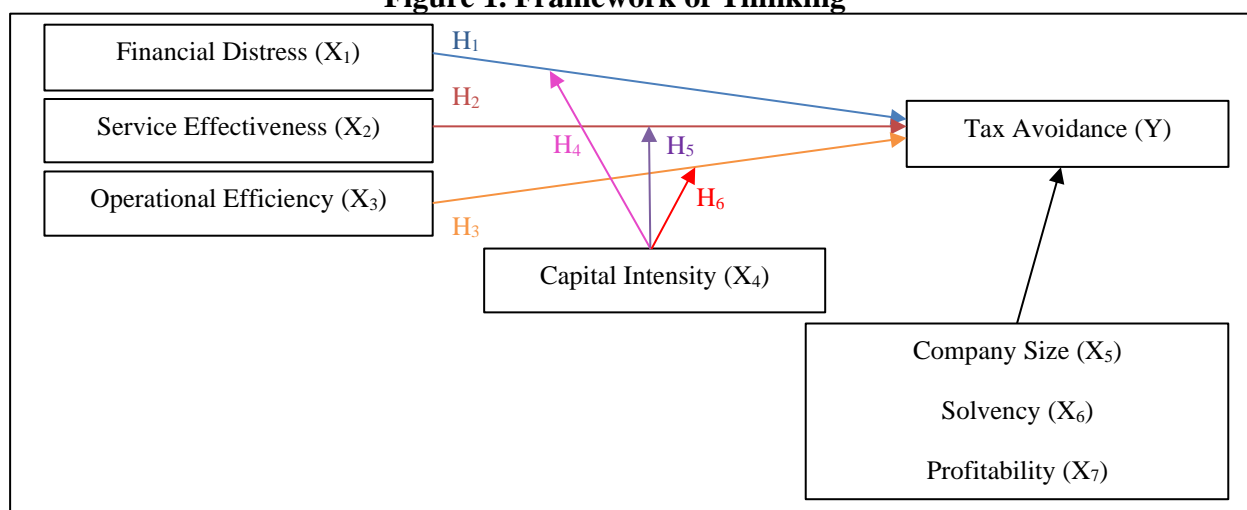 Figure 1. Framework of Thinking
Financial Distress (X₁)
H₁
H₂
Service Effectiveness (X₂)
Tax Avoidance (Y)
H₄
H₅
Operational Efficiency (X₃)
H₆
H₃
Capital Intensity (X₄)
Company Size (X₅)
Solvency (X₆)
Profitability (X₇)